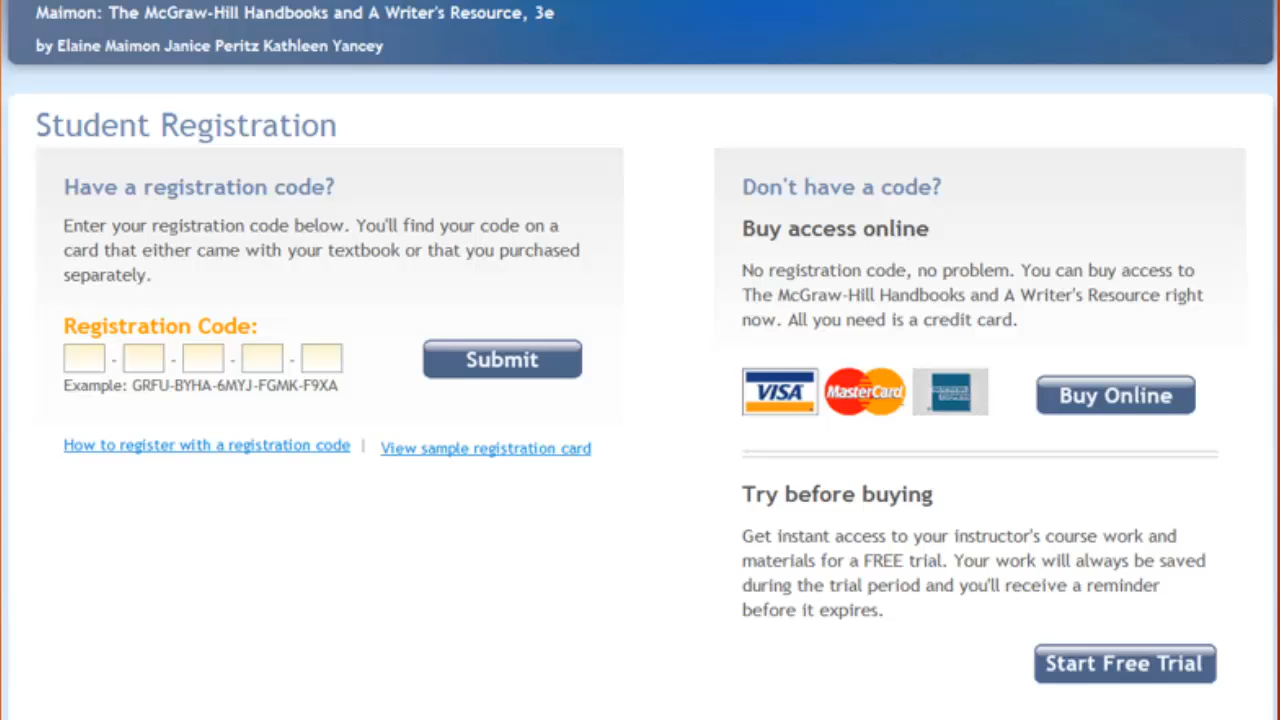 Maimon: The McGraw-Hill Handbooks and A Writer's Resource, 3e
by Elaine Maimon Janice Peritz Kathleen Yancey
Student Registration
Have a registration code?
Enter your registration code below. You'll find your code on a
card that either came with your textbook or that you purchased
separately.
Registration Code:
- - - -
Submit
Example: GRFU-BYHA-6MYJ-FGMK-F9XA
How to register with a registration code | View sample registration card
Don't have a code?
Buy access online
No registration code, no problem. You can buy access to
The McGraw-Hill Handbooks and A Writer's Resource right
now. All you need is a credit card.
VISA MasterCard
Buy Online
Try before buying
Get instant access to your instructor's course work and
materials for a FREE trial. Your work will always be saved
during the trial period and you'll receive a reminder
before it expires.
Start Free Trial